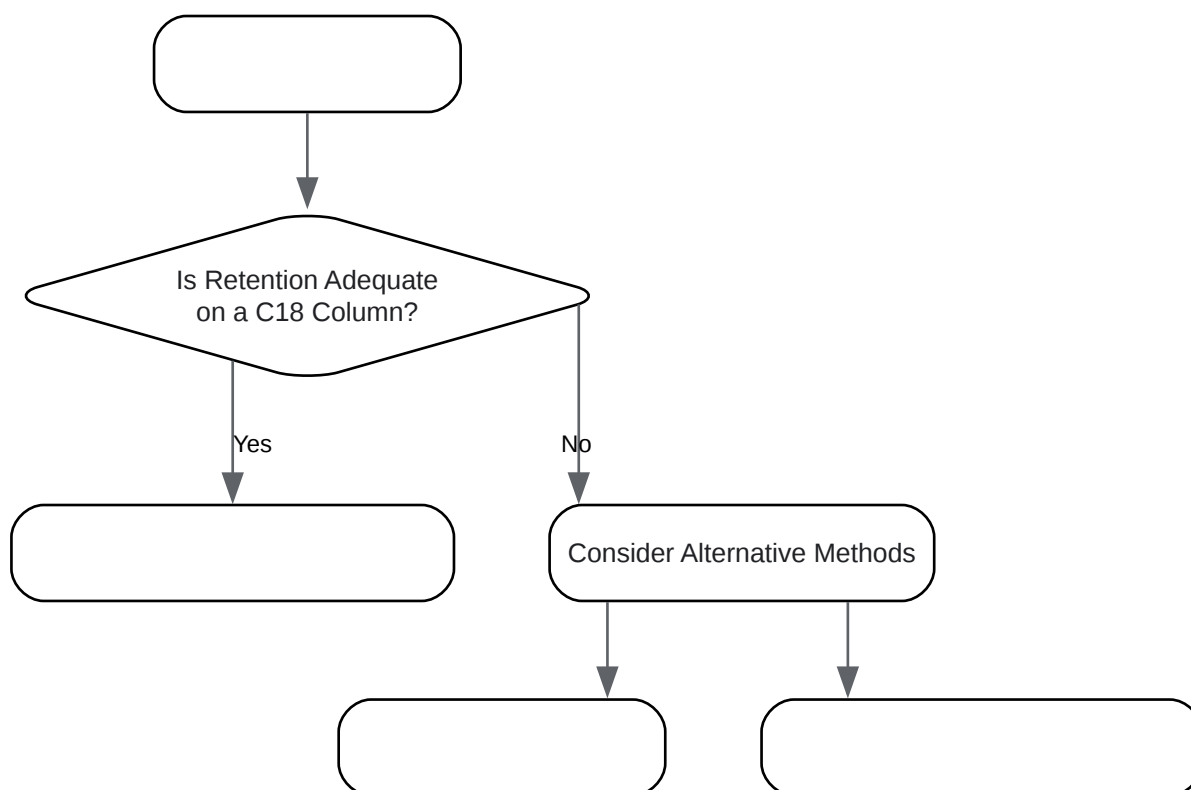 Is Retention Adequate
on a C18 Column?
Yes
No
Consider Alternative Methods